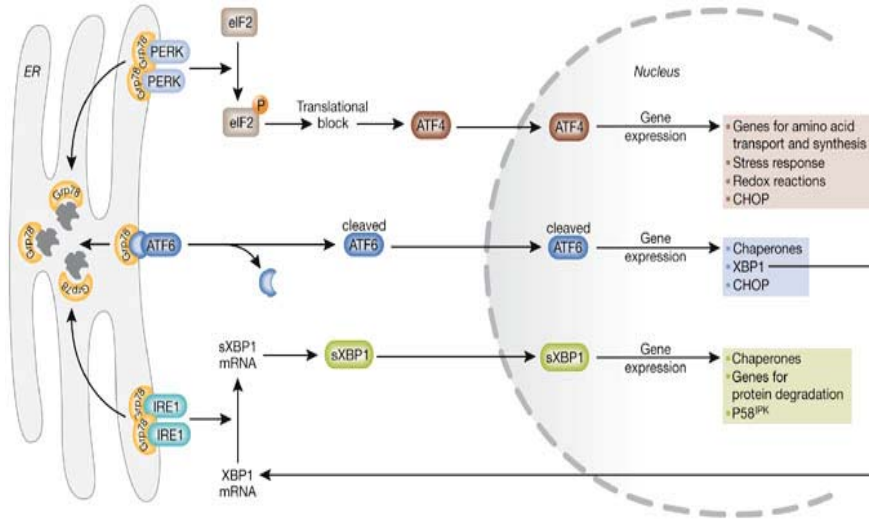 ER
Grp78
PERK
Grp78
PERK
eIF2
P
eIF2
Translational
block
ATF4
Nucleus
ATF4
Gene
expression
Genes for amino acid
transport and synthesis
Stress response
Redox reactions
CHOP
Grp78
Grp78
Grp78
Grp78
ATF6
cleaved
ATF6
cleaved
ATF6
Gene
expression
Chaperones
XBP1
CHOP
sXBP1
mRNA
sXBP1
sXBP1
Gene
expression
Chaperones
Genes for
protein degradation
P58IPK
Grp78
IRE1
Grp78
IRE1
XBP1
mRNA